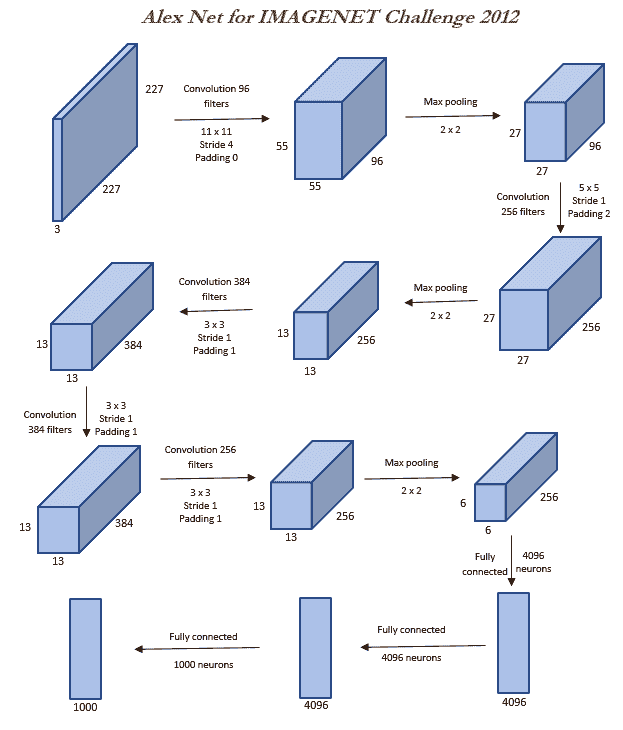 Alex Net for IMAGENET Challenge 2012
227
227
3
Convolution 96
filters
11 x 11
Stride 4
Padding 0
55
55
96
Max pooling
2 x 2
27
27
96
Convolution
256 filters
5 x 5
Stride 1
Padding 2
27
27
256
Max pooling
2 x 2
13
13
256
Convolution 384
filters
3 x 3
Stride 1
Padding 1
13
13
384
Convolution
384 filters
3 x 3
Stride 1
Padding 1
13
13
384
Convolution 256
filters
3 x 3
Stride 1
Padding 1
13
13
256
Max pooling
2 x 2
6
6
256
Fully
connected
4096
neurons
4096
Fully connected
4096 neurons
4096
Fully connected
1000 neurons
1000